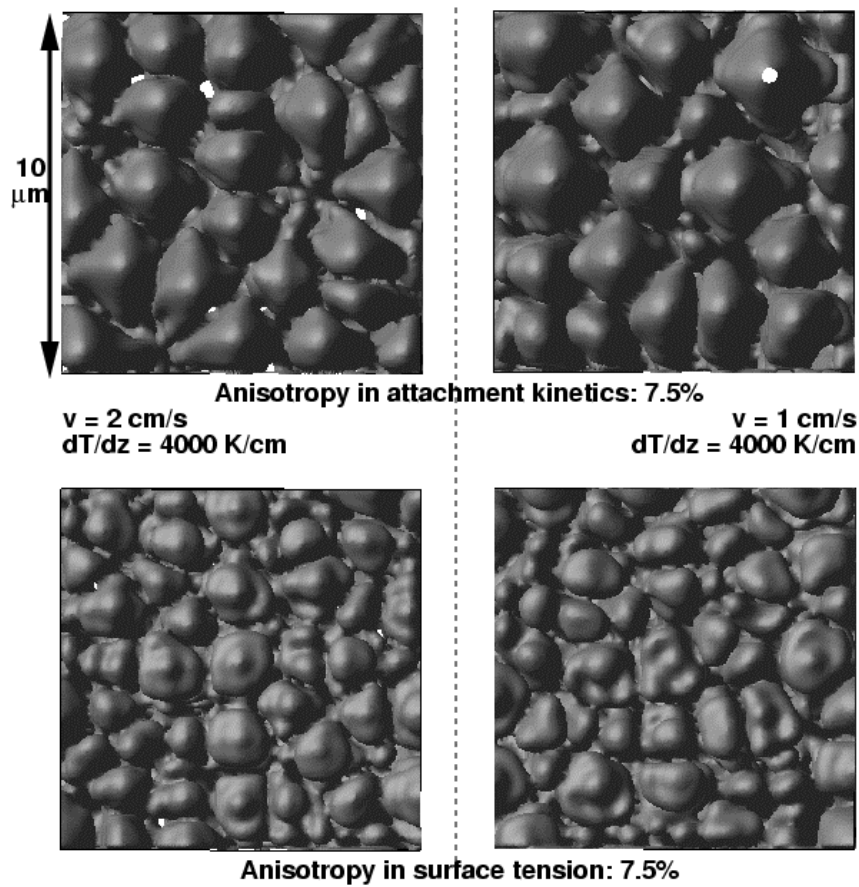 10
μm
Anisotropy in attachment kinetics: 7.5%
v = 2 cm/s
dT/dz = 4000 K/cm
v = 1 cm/s
dT/dz = 4000 K/cm
Anisotropy in surface tension: 7.5%